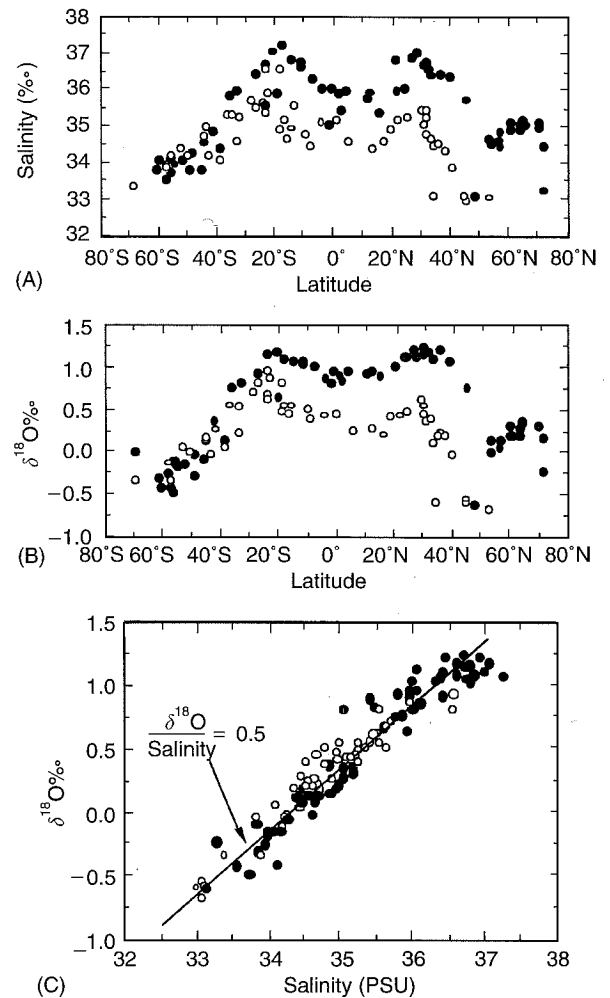 38
37
36
35
34
33
32
Salinity (‰)
80°S 60°S 40°S 20°S 0° 20°N 40°N 60°N 80°N
(A)
Latitude
1.5
1.0
0.5
0.0
−0.5
−1.0
δ¹⁸O‰
80°S 60°S 40°S 20°S 0° 20°N 40°N 60°N 80°N
(B)
Latitude
1.5
1.0
0.5
0.0
−0.5
−1.0
δ¹⁸O‰
δ¹⁸O
Salinity = 0.5
32 33 34 35 36 37 38
(C)
Salinity (PSU)